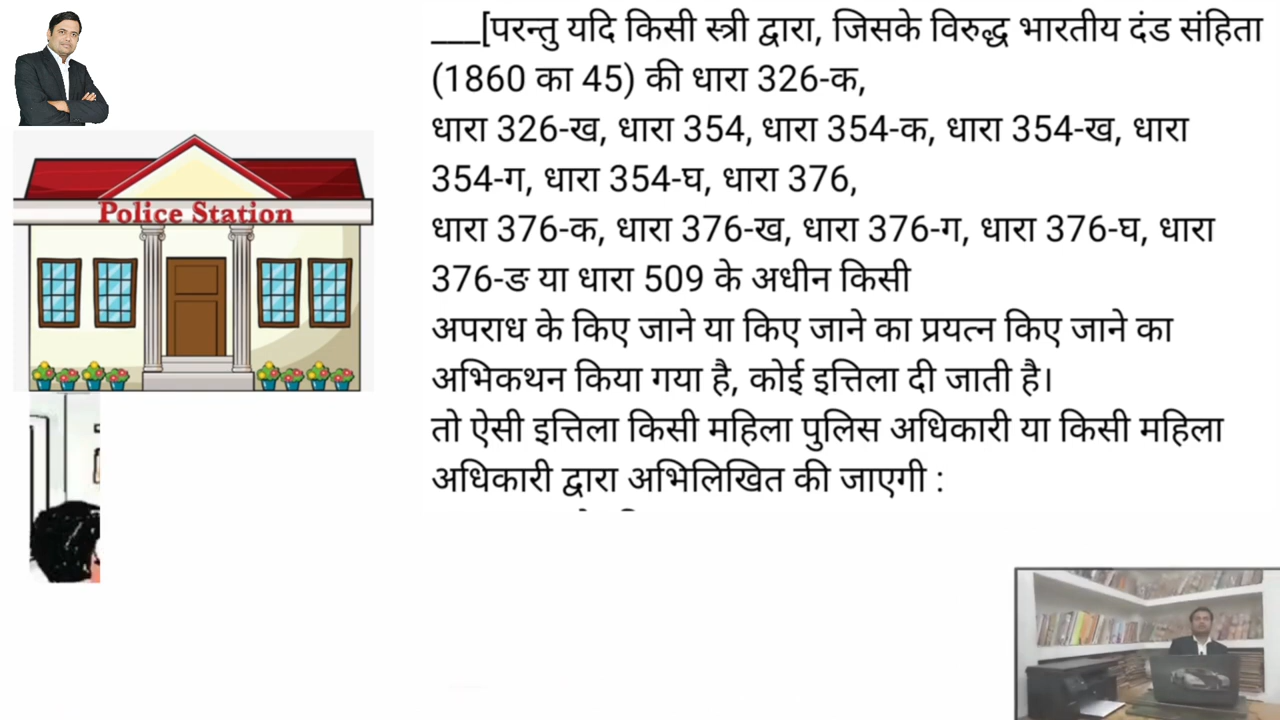 Police Station
___[परन्तु यदि किसी स्त्री द्वारा, जिसके विरुद्ध भारतीय दंड संहिता
(1860 का 45) की धारा 326-क,
धारा 326-ख, धारा 354, धारा 354-क, धारा 354-ख, धारा
354-ग, धारा 354-घ, धारा 376,
धारा 376-क, धारा 376-ख, धारा 376-ग, धारा 376-घ, धारा
376-ङ या धारा 509 के अधीन किसी
अपराध के किए जाने या किए जाने का प्रयत्न किए जाने का
अभिकथन किया गया है, कोई इत्तिला दी जाती है।
तो ऐसी इत्तिला किसी महिला पुलिस अधिकारी या किसी महिला
अधिकारी द्वारा अभिलिखित की जाएगी :